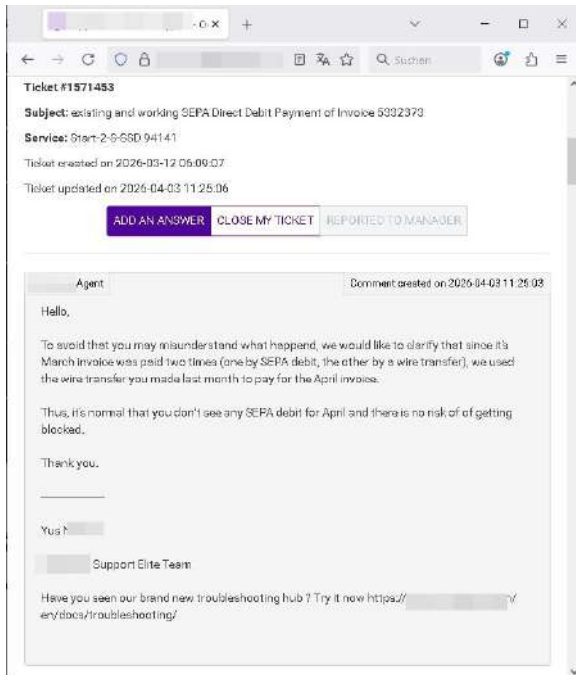 Suchen
Ticket #1571453
Subject: existing and working SEPA Direct Debit Payment of Invoice 5332373
Service: Start-2-S-SSD 94141
Ticket created on 2026-03-12 06:09:07
Ticket updated on 2026-04-03 11:25:06
ADD AN ANSWER CLOSE MY TICKET REPORTED TO MANAGER
Agent Comment created on 2026-04-03 11:25:03
Hello,
To avoid that you may misunderstand what happend, we would like to clarify that since it's
March invoice was paid two times (one by SEPA debit, the other by a wire transfer), we used
the wire transfer you made last month to pay for the April invoice.
Thus, it's normal that you don't see any SEPA debit for April and there is no risk of of getting
blocked.
Thank you.
Yus
Support Elite Team
Have you seen our brand new troubleshooting hub ? Try it now https://
/
en/docs/troubleshooting/